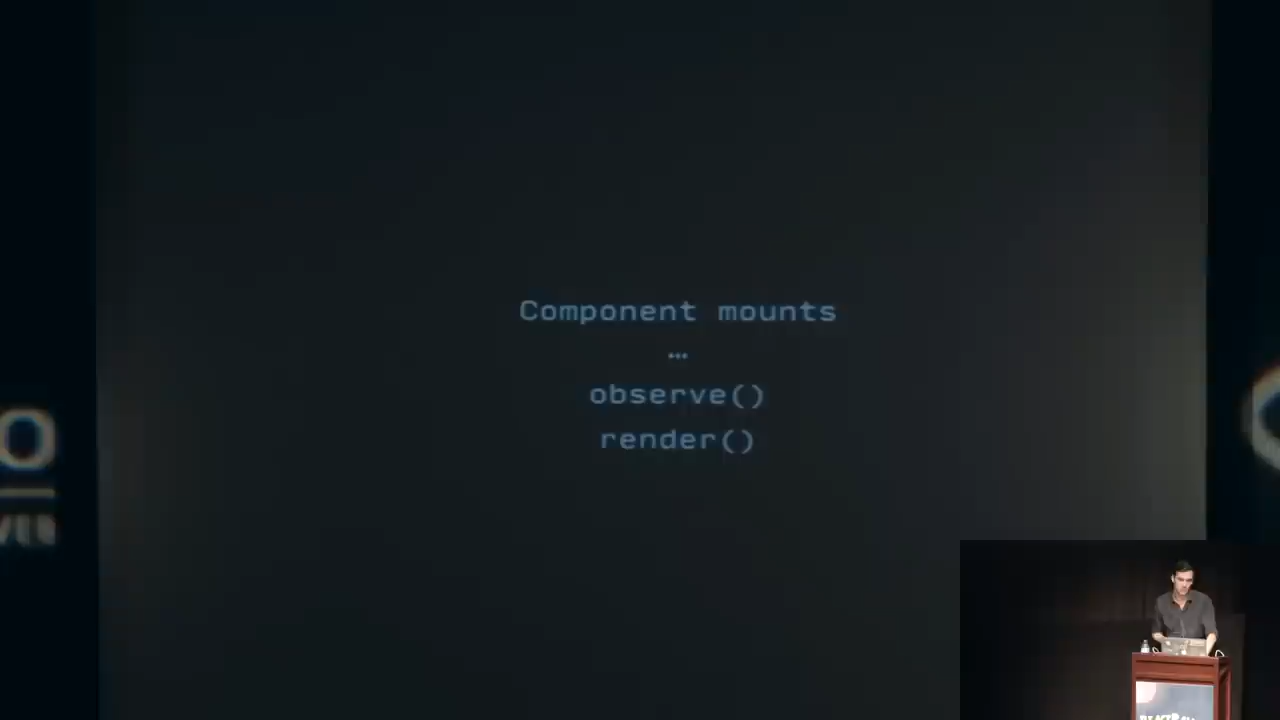 Component mounts
…
observe()
render()
O